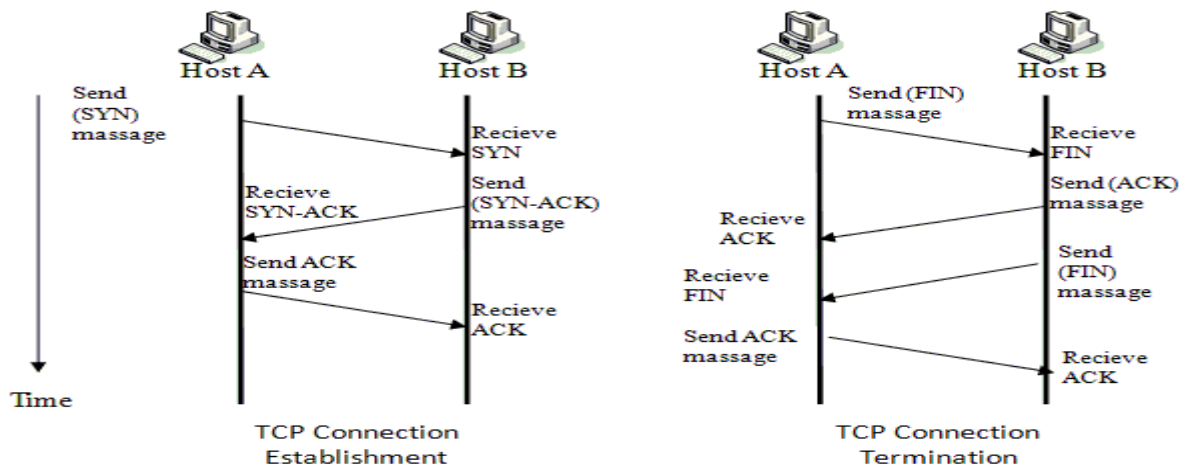 Host A
Host B
Send
(SYN)
massage
Recieve
SYN
Send
(SYN-ACK)
massage
Recieve
SYN-ACK
Send ACK
massage
Recieve
ACK
Time
TCP Connection
Establishment
Host A
Host B
Send (FIN)
massage
Recieve
FIN
Send (ACK)
massage
Recieve
ACK
Send
(FIN)
massage
Recieve
FIN
Send ACK
massage
Recieve
ACK
TCP Connection
Termination